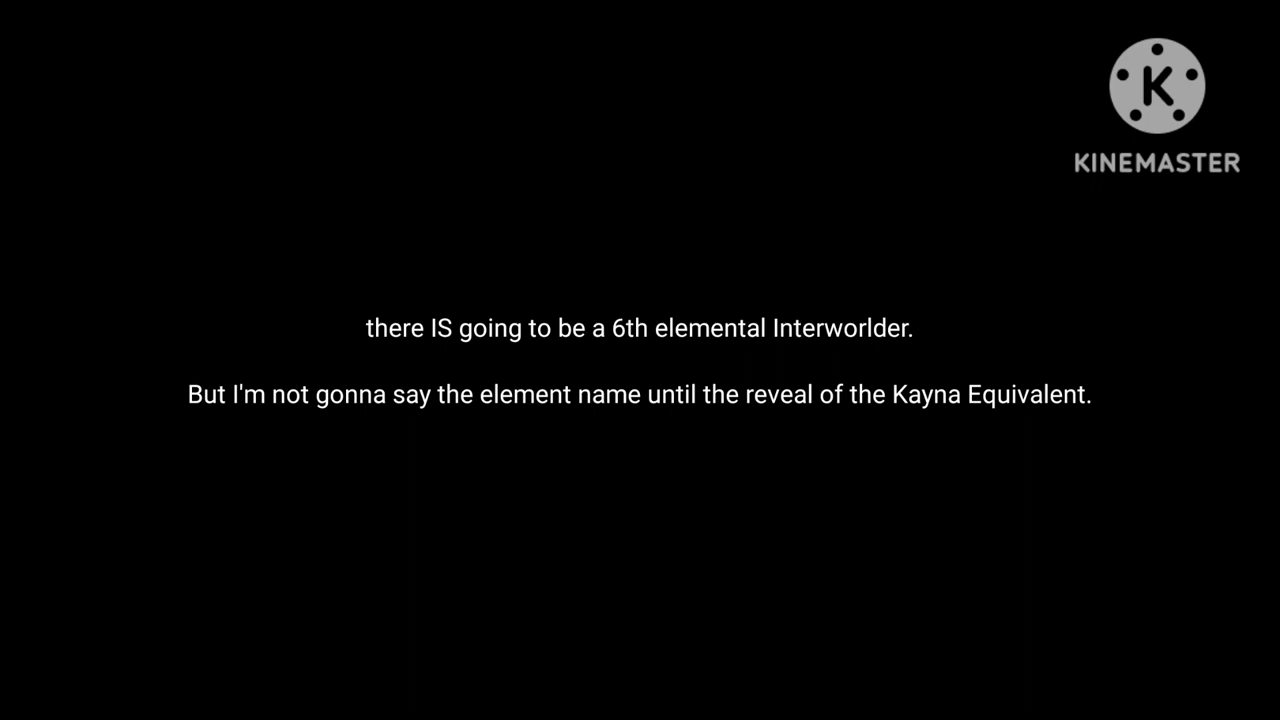 K
KINEMASTER
there IS going to be a 6th elemental Interworlder.
But I'm not gonna say the element name until the reveal of the Kayna Equivalent.